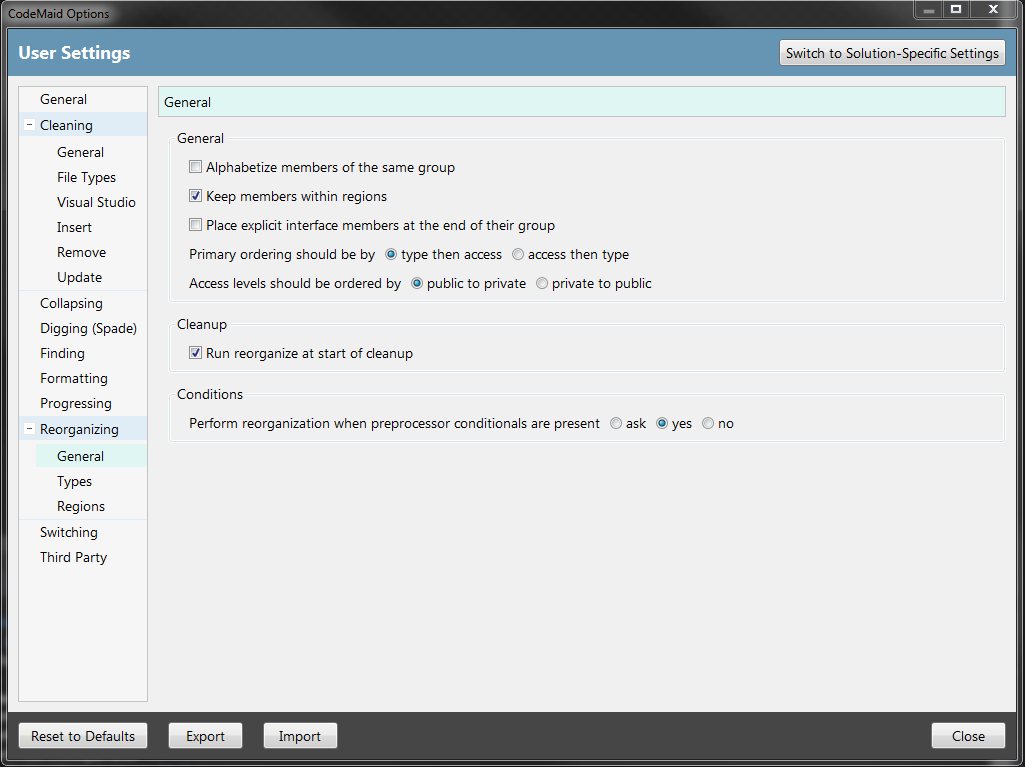 CodeMaid Options
User Settings
Switch to Solution-Specific Settings
General
Cleaning
General
File Types
Visual Studio
Insert
Remove
Update
Collapsing
Digging (Spade)
Finding
Formatting
Progressing
Reorganizing
General
Types
Regions
Switching
Third Party
General
General
Alphabetize members of the same group
Keep members within regions
Place explicit interface members at the end of their group
Primary ordering should be by type then access access then type
Access levels should be ordered by public to private private to public
Cleanup
Run reorganize at start of cleanup
Conditions
Perform reorganization when preprocessor conditionals are present ask yes no
Reset to Defaults
Export
Import
Close